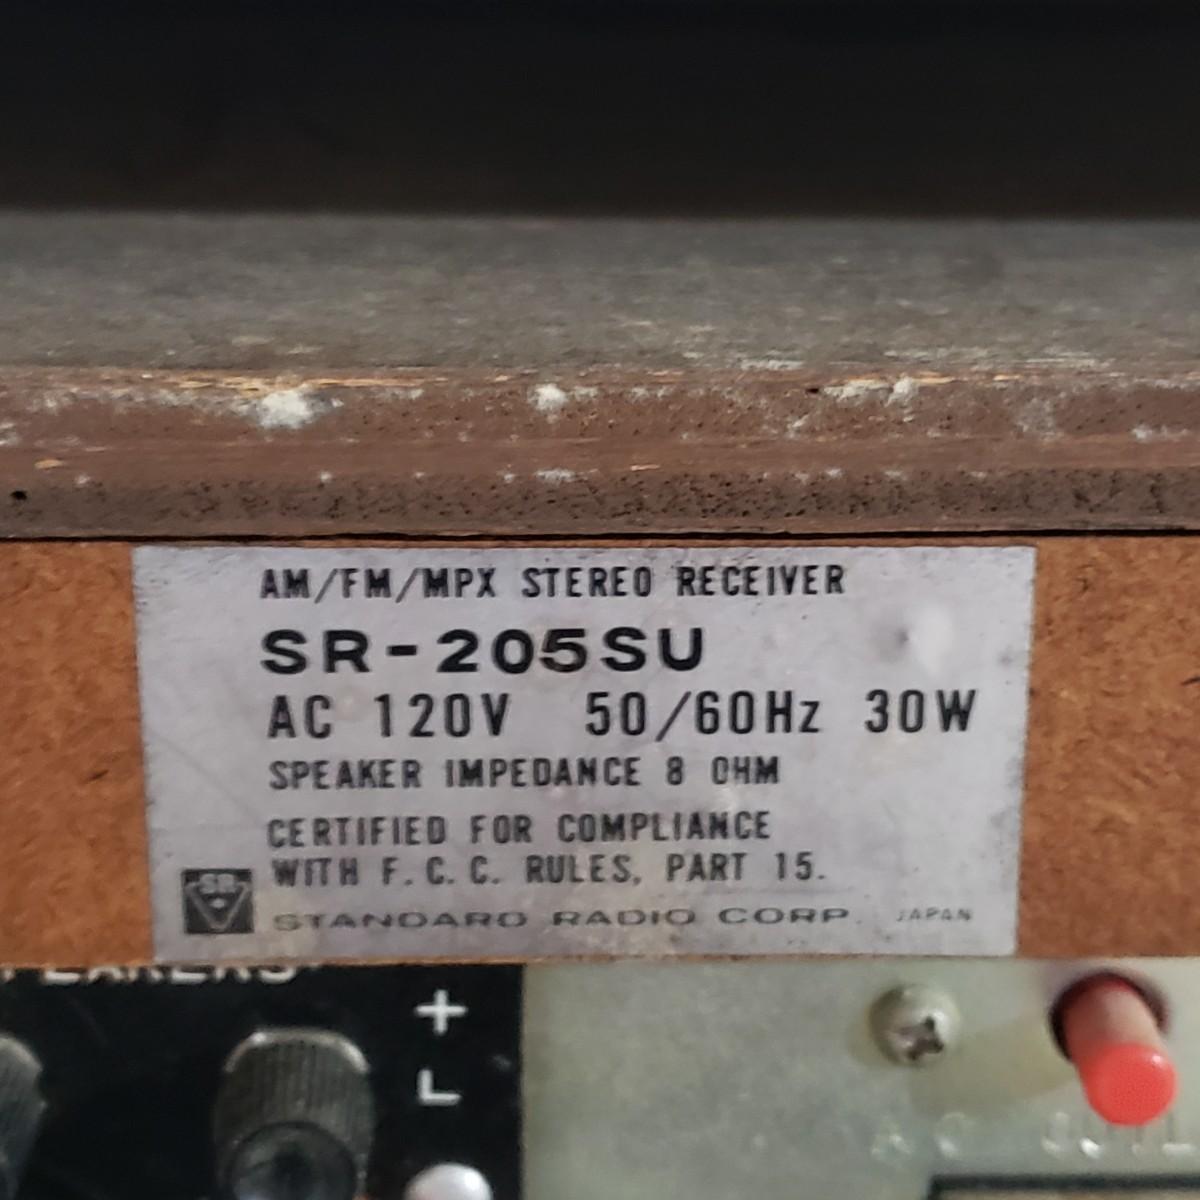 AM/FM/MPX STEREO RECEIVER
SR-205SU
AC 120V 50/60Hz 30W
SPEAKER IMPEDANCE 8 OHM
CERTIFIED FOR COMPLIANCE
WITH F.C.C. RULES, PART 15.
SR
STANDARD RADIO CORP. JAPAN
+
L